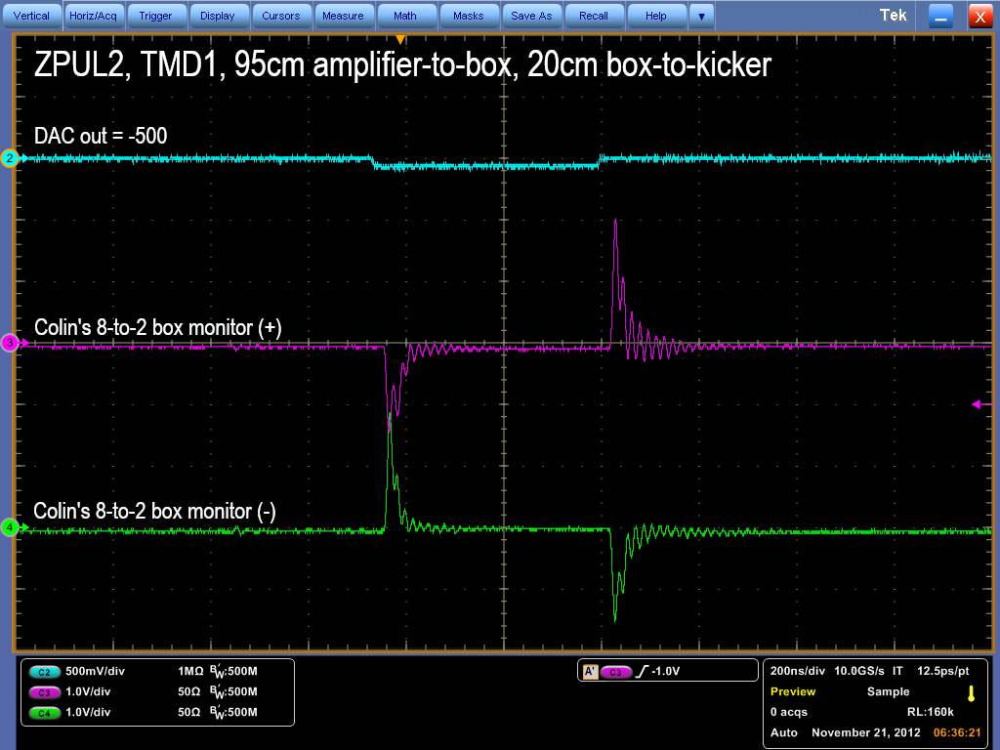 Vertical Horiz/Acq Trigger Display Cursors Measure Math Masks Save As Recall Help Tek X
ZPUL2, TMD1, 95cm amplifier-to-box, 20cm box-to-kicker
DAC out = -500
2
Colin's 8-to-2 box monitor (+)
3
Colin's 8-to-2 box monitor (-)
4
C2 500mV/div 1MΩ BW:500M
C3 1.0V/div 50Ω BW:500M
C4 1.0V/div 50Ω BW:500M
A' C3 -1.0V
200ns/div 10.0GS/s IT 12.5ps/pt
Preview Sample
0 acqs RL:160k
Auto November 21, 2012 06:36:21